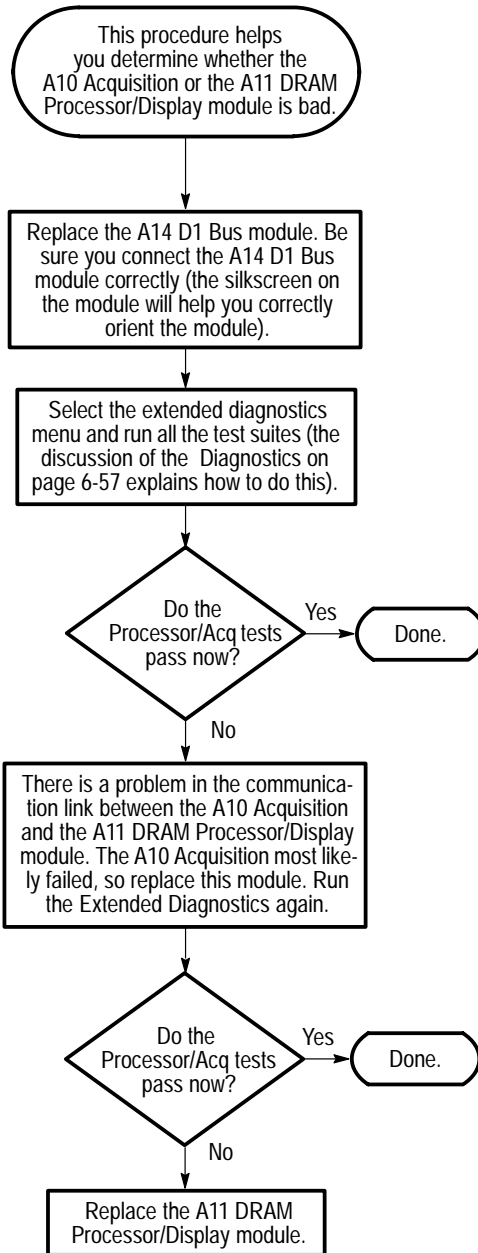 This procedure helps
you determine whether the
A10 Acquisition or the A11 DRAM
Processor/Display module is bad.
Replace the A14 D1 Bus module. Be
sure you connect the A14 D1 Bus
module correctly (the silkscreen on
the module will help you correctly
orient the module).
Select the extended diagnostics
menu and run all the test suites (the
discussion of the Diagnostics on
page 6-57 explains how to do this).
Do the
Processor/Acq tests
pass now?
Yes
Done.
No
There is a problem in the communica-
tion link between the A10 Acquisition
and the A11 DRAM Processor/Display
module. The A10 Acquisition most like-
ly failed, so replace this module. Run
the Extended Diagnostics again.
Do the
Processor/Acq tests
pass now?
Yes
Done.
No
Replace the A11 DRAM
Processor/Display module.